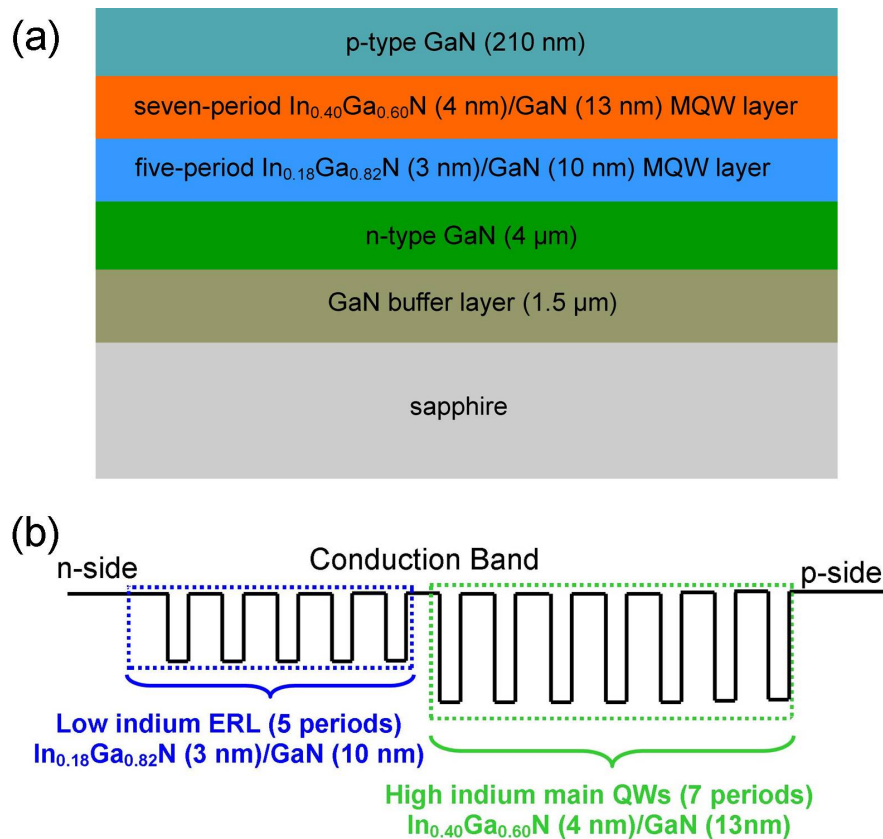 (a)
p-type GaN (210 nm)
seven-period In₀.₄₀Ga₀.₆₀N (4 nm)/GaN (13 nm) MQW layer
five-period In₀.₁₈Ga₀.₈₂N (3 nm)/GaN (10 nm) MQW layer
n-type GaN (4 µm)
GaN buffer layer (1.5 µm)
sapphire
(b)
n-side
Conduction Band
p-side
Low indium ERL (5 periods)
In₀.₁₈Ga₀.₈₂N (3 nm)/GaN (10 nm)
High indium main QWs (7 periods)
In₀.₄₀Ga₀.₆₀N (4 nm)/GaN (13nm)